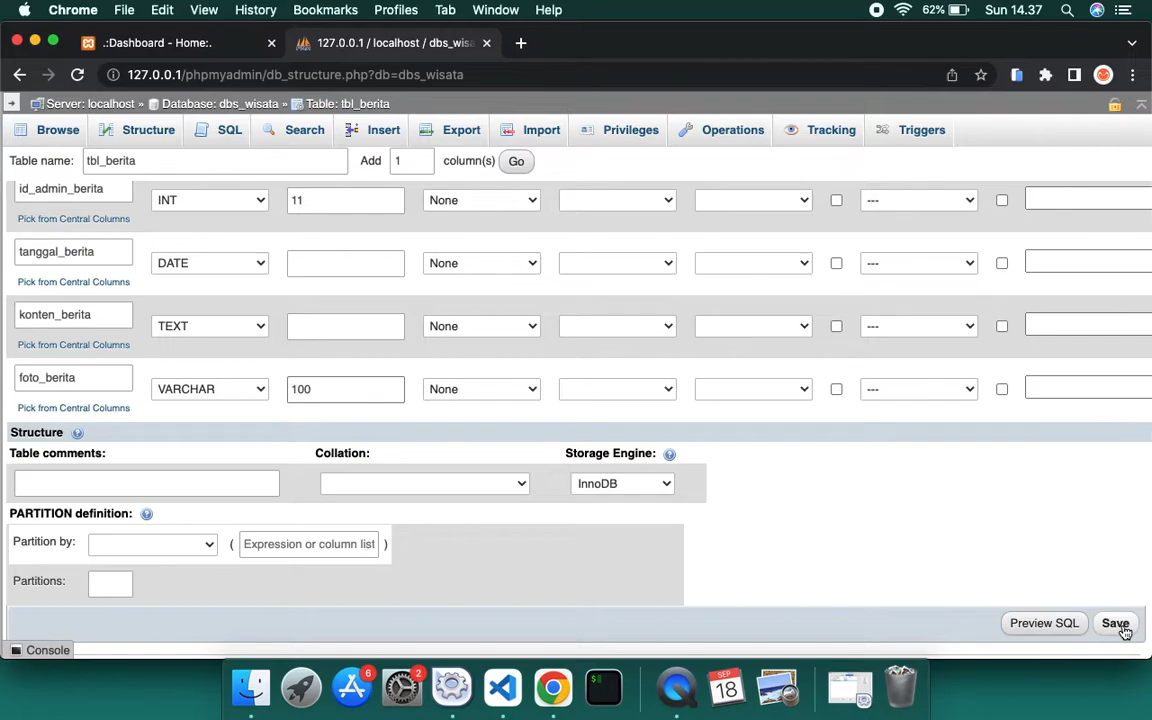 Chrome File Edit View History Bookmarks Profiles Tab Window Help 62% Sun 14.37
.:Dashboard - Home:. 127.0.0.1 / localhost / dbs_wisa
127.0.0.1/phpmyadmin/db_structure.php?db=dbs_wisata
Server: localhost » Database: dbs_wisata » Table: tbl_berita
Browse Structure SQL Search Insert Export Import Privileges Operations Tracking Triggers
Table name: tbl_berita Add 1 column(s) Go
id_admin_berita INT 11 None ---
Pick from Central Columns
tanggal_berita DATE None ---
Pick from Central Columns
konten_berita TEXT None ---
Pick from Central Columns
foto_berita VARCHAR 100 None ---
Pick from Central Columns
Structure
Table comments: Collation: Storage Engine:
InnoDB
PARTITION definition:
Partition by: ( Expression or column list )
Partitions:
Preview SQL Save
Console
6 2 SEP
18